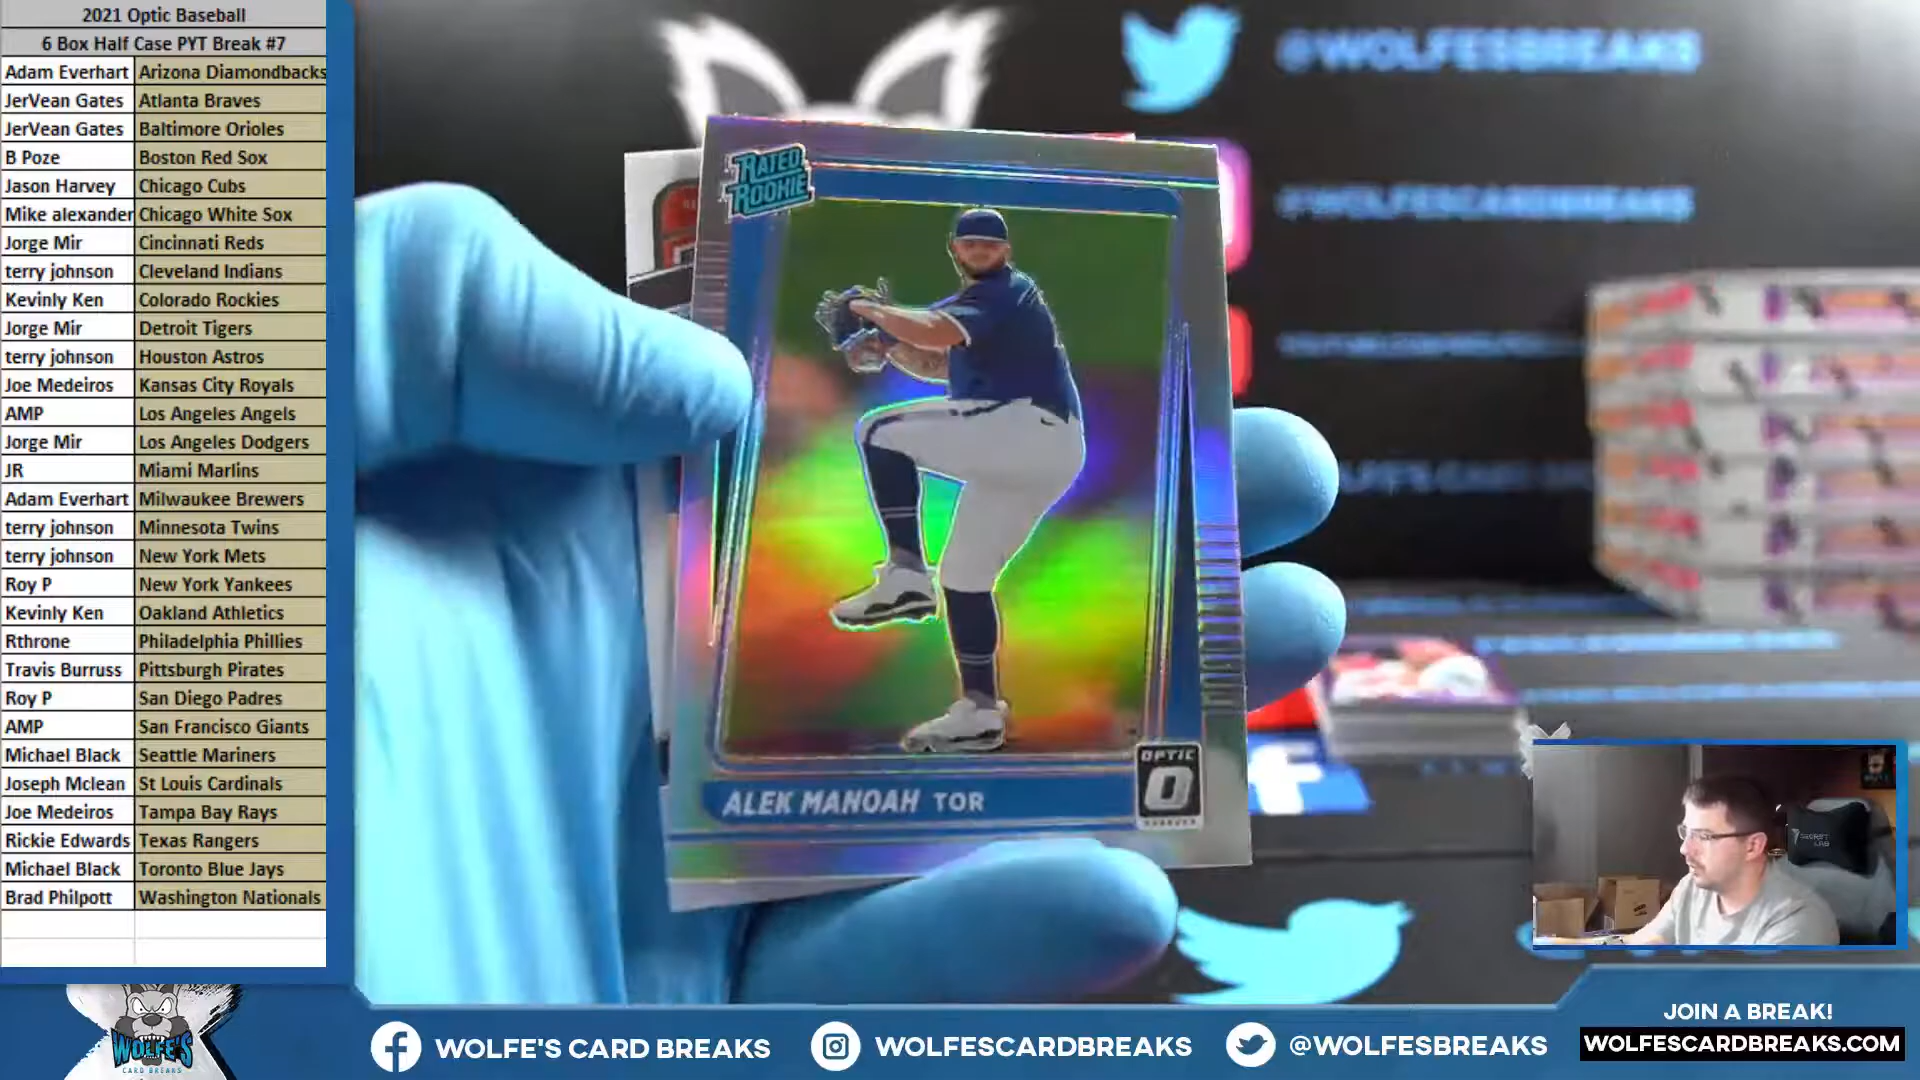 2021 Optic Baseball
6 Box Half Case PYT Break #7
Adam Everhart Arizona Diamondbacks
JerVean Gates Atlanta Braves
JerVean Gates Baltimore Orioles
B Poze Boston Red Sox
Jason Harvey Chicago Cubs
Mike alexander Chicago White Sox
Jorge Mir Cincinnati Reds
terry johnson Cleveland Indians
Kevinly Ken Colorado Rockies
Jorge Mir Detroit Tigers
terry johnson Houston Astros
Joe Medeiros Kansas City Royals
AMP Los Angeles Angels
Jorge Mir Los Angeles Dodgers
JR Miami Marlins
Adam Everhart Milwaukee Brewers
terry johnson Minnesota Twins
terry johnson New York Mets
Roy P New York Yankees
Kevinly Ken Oakland Athletics
Rthrone Philadelphia Phillies
Travis Burruss Pittsburgh Pirates
Roy P San Diego Padres
AMP San Francisco Giants
Michael Black Seattle Mariners
Joseph Mclean St Louis Cardinals
Joe Medeiros Tampa Bay Rays
Rickie Edwards Texas Rangers
Michael Black Toronto Blue Jays
Brad Philpott Washington Nationals
@WOLFESBREAKS
@WOLFESCARDBREAKS
RATED
ROOKIE
OPTIC
O
ALEK MANOAH TOR
SECRET
LAB
WOLFE'S
CARD BREAKS
WOLFE'S CARD BREAKS
WOLFESCARDBREAKS
@WOLFESBREAKS
JOIN A BREAK!
WOLFESCARDBREAKS.COM